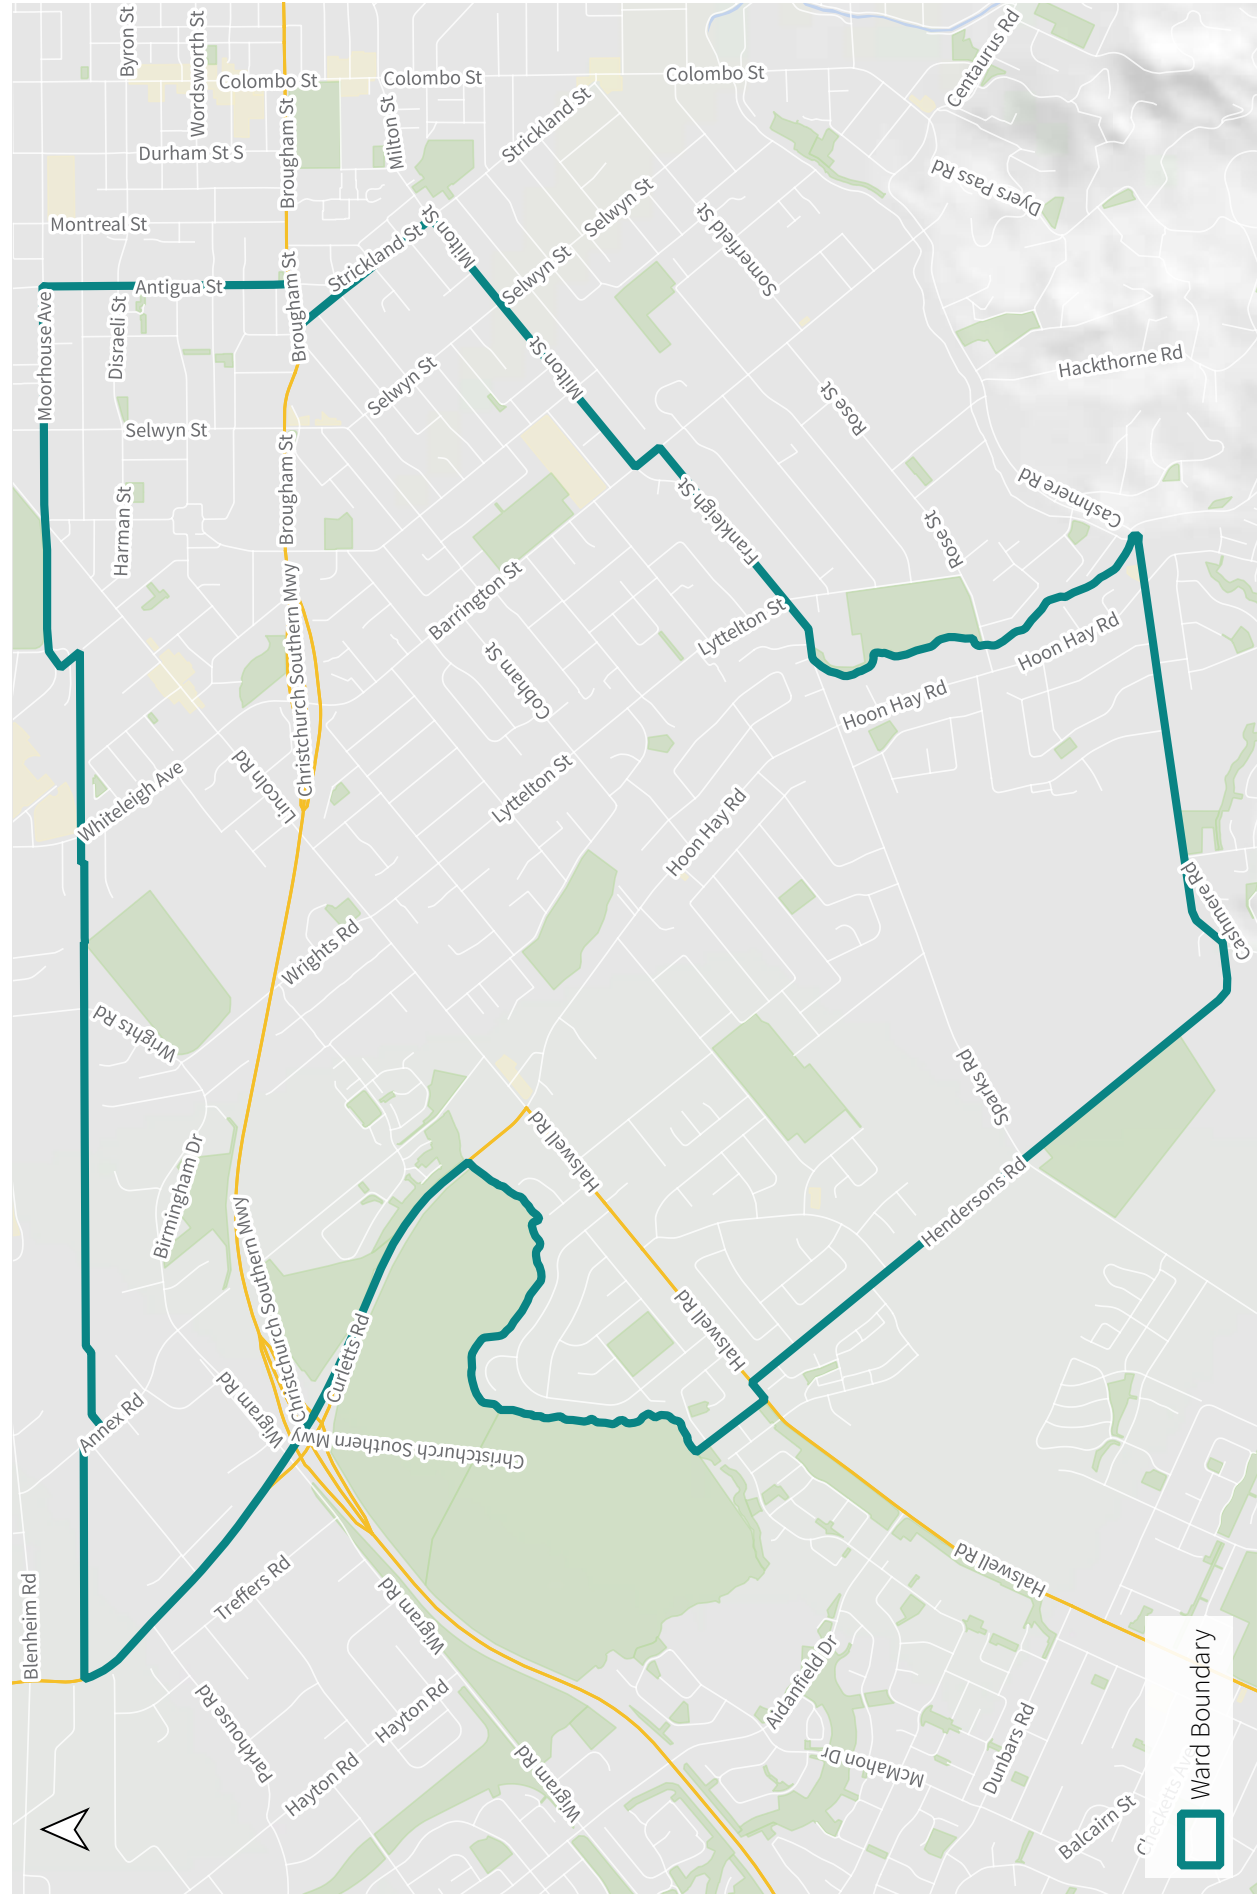 Byron St
Wordsworth St
Colombo St
Colombo St
Colombo St
Centaurus Rd
Brougham St
Milton St
Strickland St
Durham St S
Dyers Pass Rd
Montreal St
Selwyn St
Somerfield St
Strickland St
Milton St
Antigua St
Brougham St
Selwyn St
Moorhouse Ave
Disraeli St
Hackthorne Rd
Milton St
Selwyn St
Rose St
Selwyn St
Brougham St
Harman St
Frankleigh St
Cashmere Rd
Rose St
Barrington St
Christchurch Southern Mwy
Lyttelton St
Hoon Hay Rd
Cobham St
Hoon Hay Rd
Lincoln Rd
Whiteleigh Ave
Lyttelton St
Hoon Hay Rd
Cashmere Rd
Wrights Rd
Wrights Rd
Sparks Rd
Halswell Rd
Birmingham Dr
Hendersons Rd
Christchurch Southern Mwy
Halswell Rd
Curletts Rd
Wigram Rd
Annex Rd
Christchurch Southern Mwy
Halswell Rd
Treffers Rd
Blenheim Rd
Wigram Rd
Aidanfield Dr
Parkhouse Rd
Hayton Rd
Hayton Rd
Wigram Rd
McMahon Dr
Dunbars Rd
Balcairn St
Checketts Ave
Ward Boundary